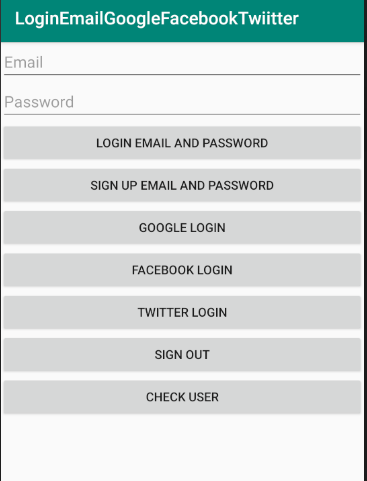 LoginEmailGoogleFacebookTwiitter
Email
Password
LOGIN EMAIL AND PASSWORD
SIGN UP EMAIL AND PASSWORD
GOOGLE LOGIN
FACEBOOK LOGIN
TWITTER LOGIN
SIGN OUT
CHECK USER